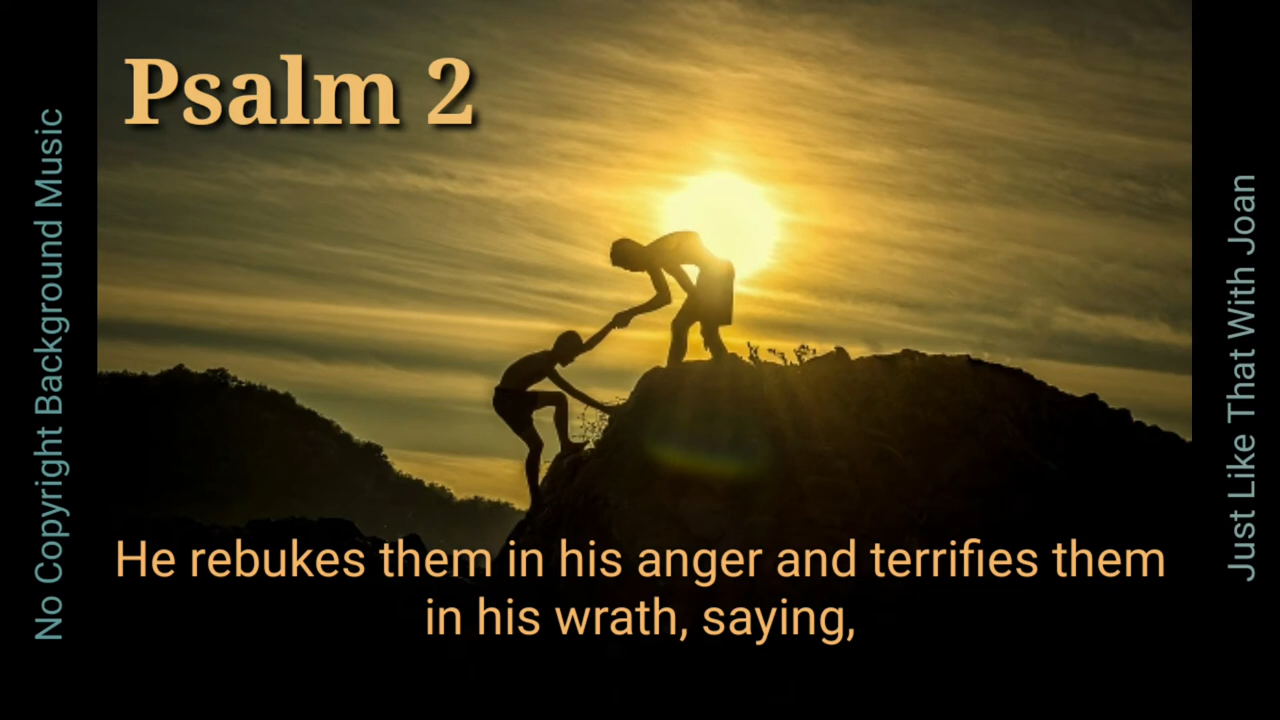 Psalm 2
No Copyright Background Music
Just Like That With Joan
He rebukes them in his anger and terrifies them
in his wrath, saying,